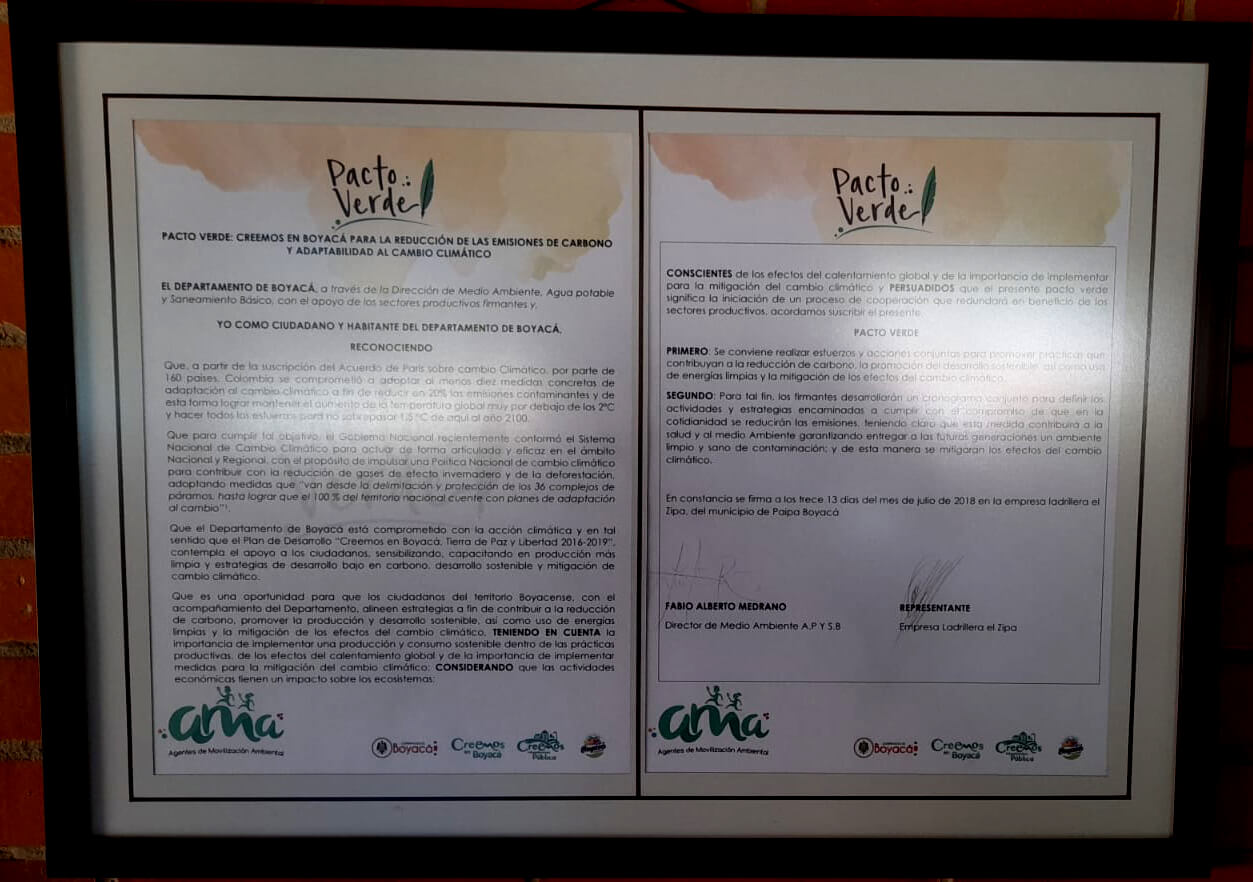 Pacto
Verde
PACTO VERDE: CREEMOS EN BOYACÁ PARA LA REDUCCIÓN DE LAS EMISIONES DE CARBONO
Y ADAPTABILIDAD AL CAMBIO CLIMÁTICO
EL DEPARTAMENTO DE BOYACÁ, a través de la Dirección de Medio Ambiente, Agua potable
y Saneamiento Básico, con el apoyo de los sectores productivos firmantes y,
YO COMO CIUDADANO Y HABITANTE DEL DEPARTAMENTO DE BOYACÁ,
RECONOCIENDO
Que, a partir de la suscripción del Acuerdo de París sobre cambio Climático, por parte de
160 países, Colombia se comprometió a adoptar al menos diez medidas concretas de
adaptación al cambio climático a fin de reducir en 20% las emisiones contaminantes y de
esta forma lograr mantener el aumento de la temperatura global muy por debajo de los 2°C
y hacer todos los esfuerzos para no sobrepasar 1,5 °C de aquí al año 2100.
Que para cumplir tal objetivo, el Gobierno Nacional recientemente conformó el Sistema
Nacional de Cambio Climático para actuar de forma articulada y eficaz en el ámbito
Nacional y Regional, con el propósito de impulsar una Política Nacional de cambio climático
para contribuir con la reducción de gases de efecto invernadero y de la deforestación,
adoptando medidas que "van desde la delimitación y protección de los 36 complejos de
páramos, hasta lograr que el 100 % del territorio nacional cuente con planes de adaptación
al cambio"¹.
Que el Departamento de Boyacá está comprometido con la acción climática y en tal
sentido que el Plan de Desarrollo "Creemos en Boyacá, Tierra de Paz y Libertad 2016-2019",
contempla el apoyo a los ciudadanos, sensibilizando, capacitando en producción más
limpia y estrategias de desarrollo bajo en carbono, desarrollo sostenible y mitigación de
cambio climático.
Que es una oportunidad para que los ciudadanos del territorio Boyacense, con el
acompañamiento del Departamento, alineen estrategias a fin de contribuir a la reducción
de carbono, promover la producción y desarrollo sostenible, así como uso de energías
limpias y la mitigación de los efectos del cambio climático, TENIENDO EN CUENTA la
importancia de implementar una producción y consumo sostenible dentro de las prácticas
productivas, de los efectos del calentamiento global y de la importancia de implementar
medidas para la mitigación del cambio climático; CONSIDERANDO que las actividades
económicas tienen un impacto sobre los ecosistemas;
ama
Agentes de Movilización Ambiental
Boyacá
Creemos
en Boyacá
Creemos
Pública
Pacto
Verde
CONSCIENTES de los efectos del calentamiento global y de la importancia de implementar
para la mitigación del cambio climático y PERSUADIDOS que el presente pacto verde
significa la iniciación de un proceso de cooperación que redundará en beneficio de los
sectores productivos, acordamos suscribir el presente
PACTO VERDE
PRIMERO: Se conviene realizar esfuerzos y acciones conjuntas para promover prácticas que
contribuyan a la reducción de carbono, la promoción del desarrollo sostenible, así como uso
de energías limpias y la mitigación de los efectos del cambio climático.
SEGUNDO: Para tal fin, los firmantes desarrollarán un cronograma conjunto para definir las
actividades y estrategias encaminadas a cumplir con el compromiso de que en la
cotidianidad se reducirán las emisiones, teniendo claro que esta medida contribuirá a la
salud y al medio Ambiente garantizando entregar a las futuras generaciones un ambiente
limpio y sano de contaminación; y de esta manera se mitigaran los efectos del cambio
climático.
En constancia se firma a los trece 13 días del mes de julio de 2018 en la empresa ladrillera el
Zipa, del municipio de Paipa Boyacá
FABIO ALBERTO MEDRANO
REPRESENTANTE
Director de Medio Ambiente A.P.Y S.B
Empresa Ladrillera el Zipa
ama
Agentes de Movilización Ambiental
Boyacá
Creemos
en Boyacá
Creemos
Pública